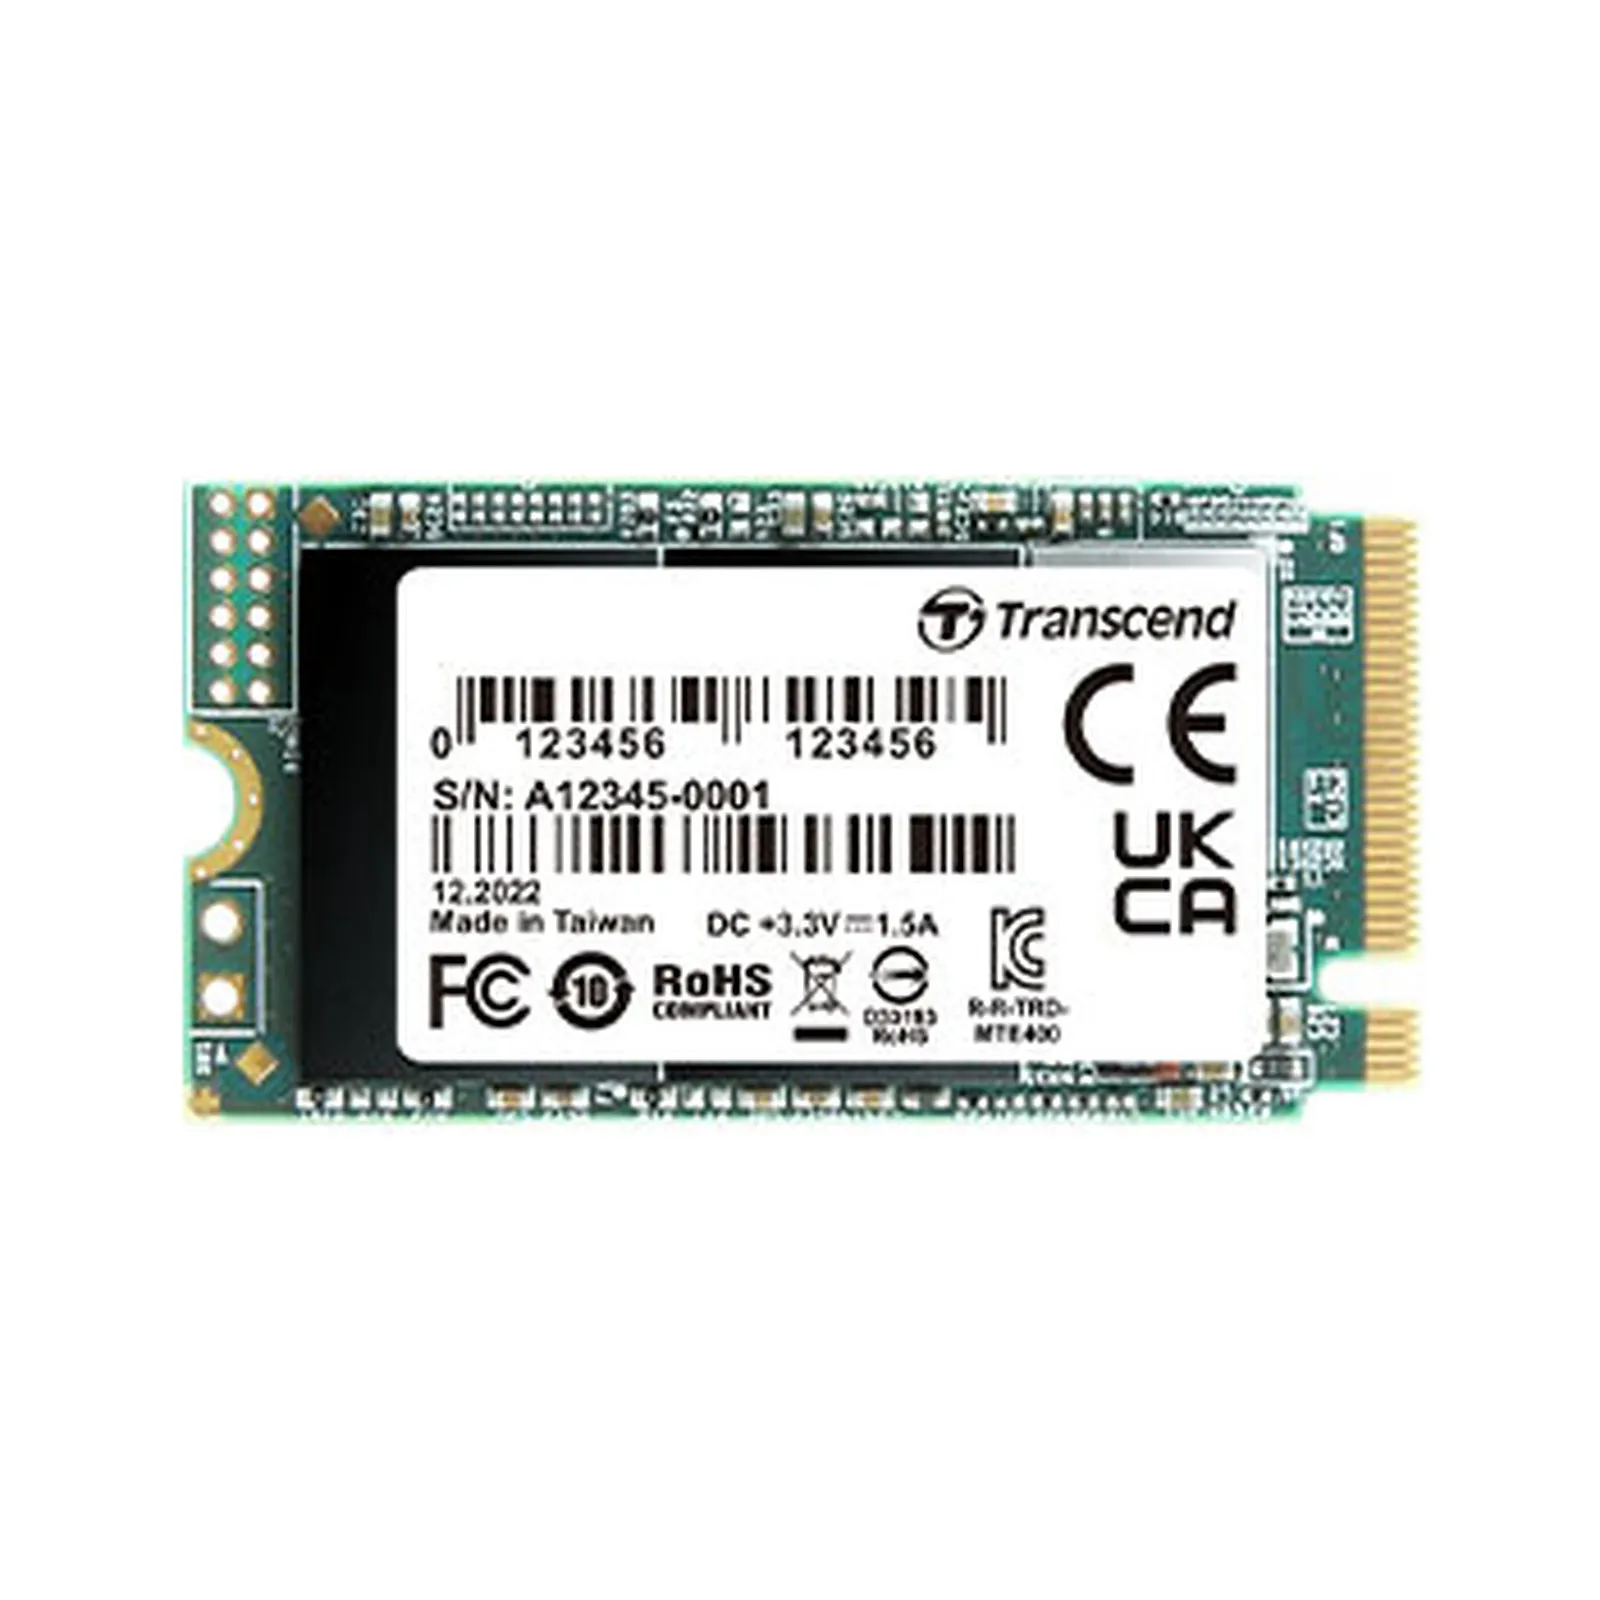 Transcend
0 123456 123456
S/N: A12345-0001
12.2022
Made in Taiwan DC +3.3V⎓1.5A
CE
UK
CA
FC 10 RoHS
COMPLIANT
RoHS
R-R-TRD-
MTE400